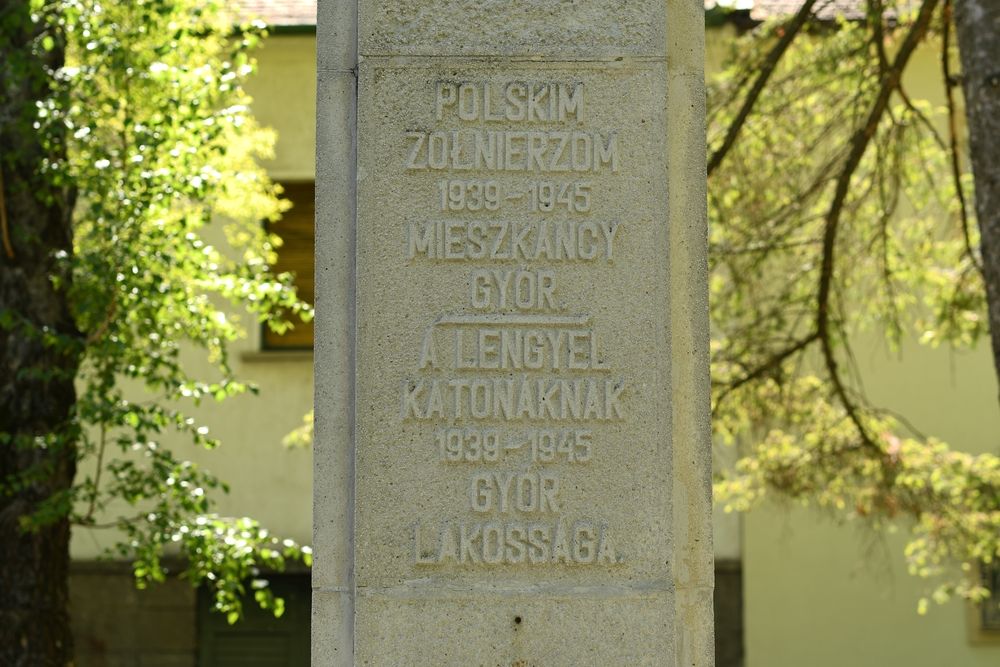 POLSKIM
ŻOŁNIERZOM
1939-1945
MIESZKAŃCY
GYŐR.
A LENGYEL
KATONÁKNAK
1939-1945
GYŐR
LAKOSSÁGA.